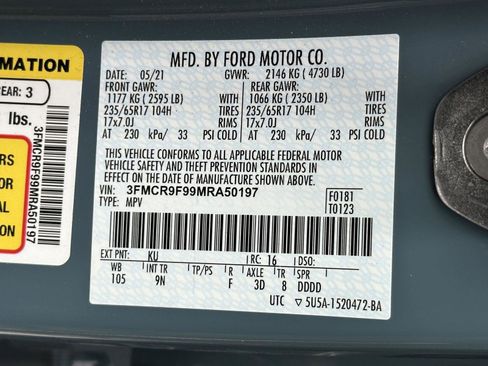 ORMATION
EAR: 3
lbs.
RS
OR
ION
3FMCR9F99MRA50197
MFD. BY FORD MOTOR CO.
DATE: 05/21 GVWR: 2146 KG ( 4730 LB)
FRONT GAWR: REAR GAWR:
1177 KG ( 2595 LB) WITH 1066 KG ( 2350 LB) WITH
235/65R17 104H TIRES 235/65R17 104H TIRES
17x7.0J RIMS 17x7.0J RIMS
AT 230 kPa/ 33 PSI COLD AT 230 kPa/ 33 PSI COLD
THIS VEHICLE CONFORMS TO ALL APPLICABLE FEDERAL MOTOR
VEHICLE SAFETY AND THEFT PREVENTION STANDARDS IN
EFFECT ON THE DATE OF MANUFACTURE SHOWN ABOVE.
VIN: 3FMCR9F99MRA50197 F0181
TYPE: MPV T0123
EXT PNT: KU RC: 16 DSO:
WB INT TR TP/PS R AXLE TR SPR
105 9N F 3D 8 DDDD
UTC ▽5U5A-1520472-BA